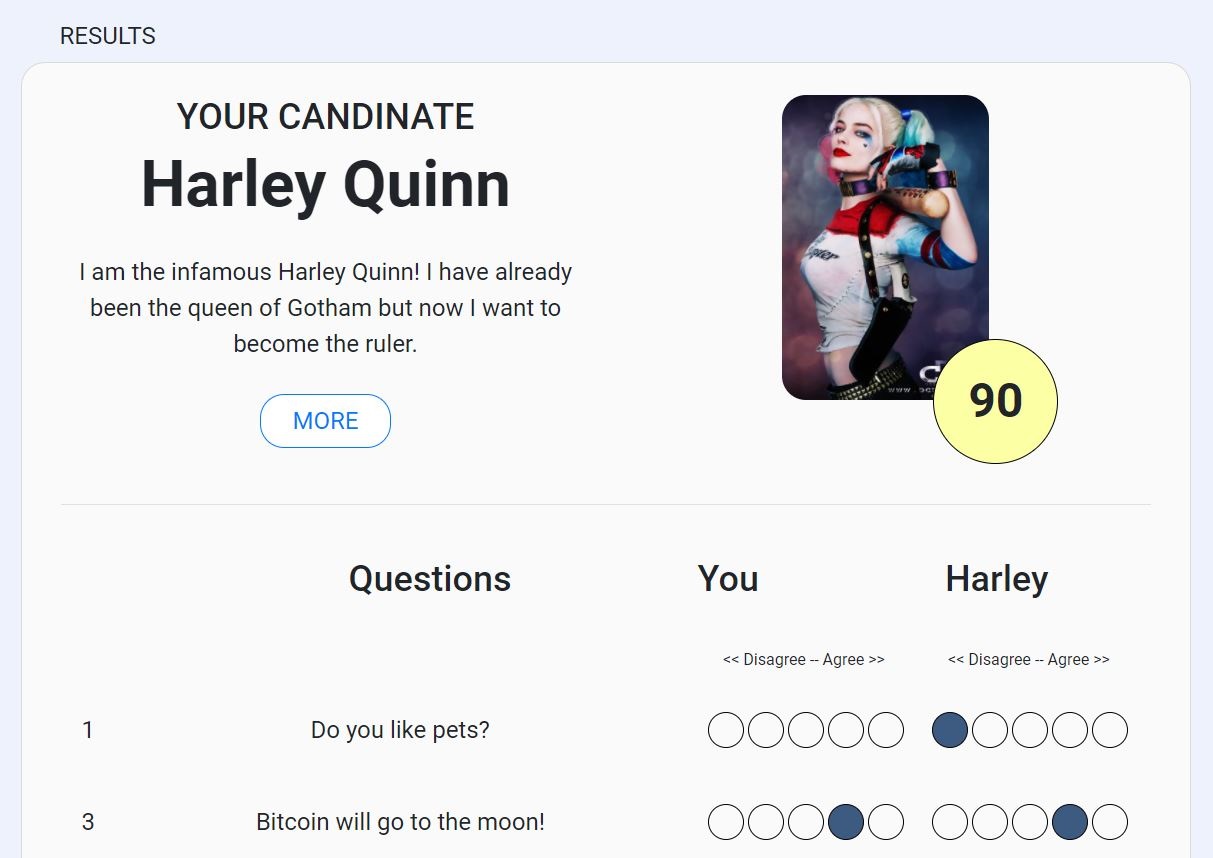 RESULTS
YOUR CANDINATE
Harley Quinn
I am the infamous Harley Quinn! I have already
been the queen of Gotham but now I want to
become the ruler.
MORE
90
Questions You Harley
<< Disagree -- Agree >> << Disagree -- Agree >>
1 Do you like pets?
3 Bitcoin will go to the moon!